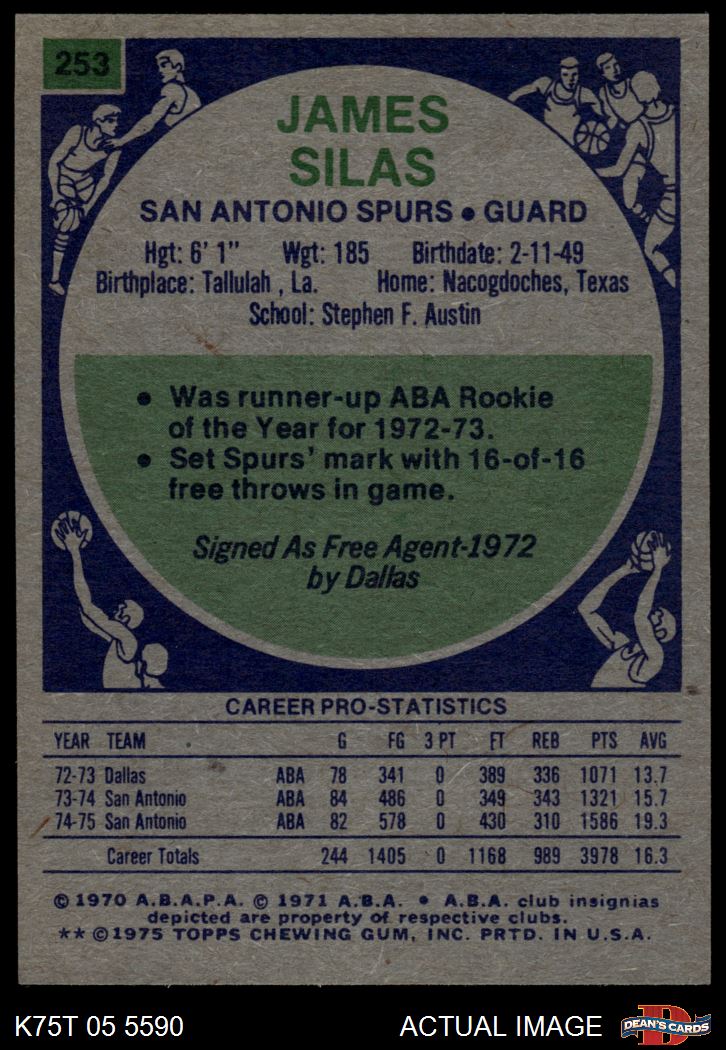 253
JAMES
SILAS
SAN ANTONIO SPURS • GUARD
Hgt: 6' 1" Wgt: 185 Birthdate: 2-11-49
Birthplace: Tallulah , La. Home: Nacogdoches, Texas
School: Stephen F. Austin
• Was runner-up ABA Rookie
of the Year for 1972-73.
• Set Spurs' mark with 16-of-16
free throws in game.
Signed As Free Agent-1972
by Dallas
CAREER PRO-STATISTICS
YEAR TEAM G FG 3 PT FT REB PTS AVG
72-73 Dallas ABA 78 341 0 389 336 1071 13.7
73-74 San Antonio ABA 84 486 0 349 343 1321 15.7
74-75 San Antonio ABA 82 578 0 430 310 1586 19.3
Career Totals 244 1405 0 1168 989 3978 16.3
© 1970 A.B.A.P.A. © 1971 A.B.A. • A.B.A. club insignias
depicted are property of respective clubs.
** © 1975 TOPPS CHEWING GUM, INC. PRTD. IN U.S.A.
K75T 05 5590 ACTUAL IMAGE
D
DEAN'S CARDS